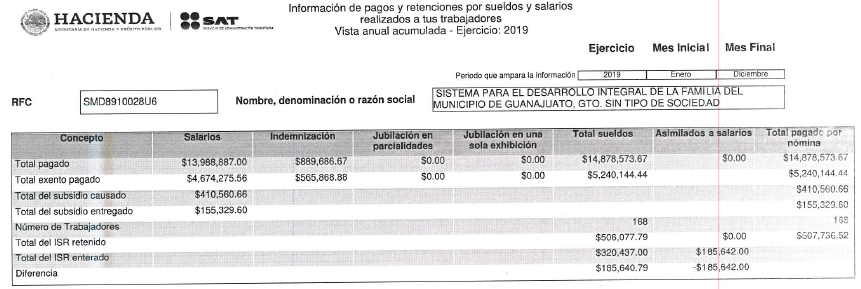 HACIENDA
SECRETARÍA DE HACIENDA Y CRÉDITO PÚBLICO
SAT
SERVICIO DE ADMINISTRACIÓN TRIBUTARIA
Información de pagos y retenciones por sueldos y salarios
realizados a tus trabajadores
Vista anual acumulada - Ejercicio: 2019
Ejercicio Mes Inicial Mes Final
Periodo que ampara la información 2019 Enero Diciembre
RFC SMD8910028U6 Nombre, denominación o razón social SISTEMA PARA EL DESARROLLO INTEGRAL DE LA FAMILIA DEL
MUNICIPIO DE GUANAJUATO, GTO. SIN TIPO DE SOCIEDAD
Concepto Salarios Indemnización Jubilación en parcialidades Jubilación en una sola exhibición Total sueldos Asimilados a salarios Total pagado por nómina
Total pagado $13,988,887.00 $889,686.67 $0.00 $0.00 $14,878,573.67 $0.00 $14,878,573.67
Total exento pagado $4,674,275.56 $565,868.88 $0.00 $0.00 $5,240,144.44 $5,240,144.44
Total del subsidio causado $410,560.66 $410,560.66
Total del subsidio entregado $155,329.60 $155,329.60
Número de Trabajadores 168 168
Total del ISR retenido $506,077.79 $0.00 $507,736.52
Total del ISR enterado $320,437.00 $185,642.00
Diferencia $185,640.79 -$185,642.00